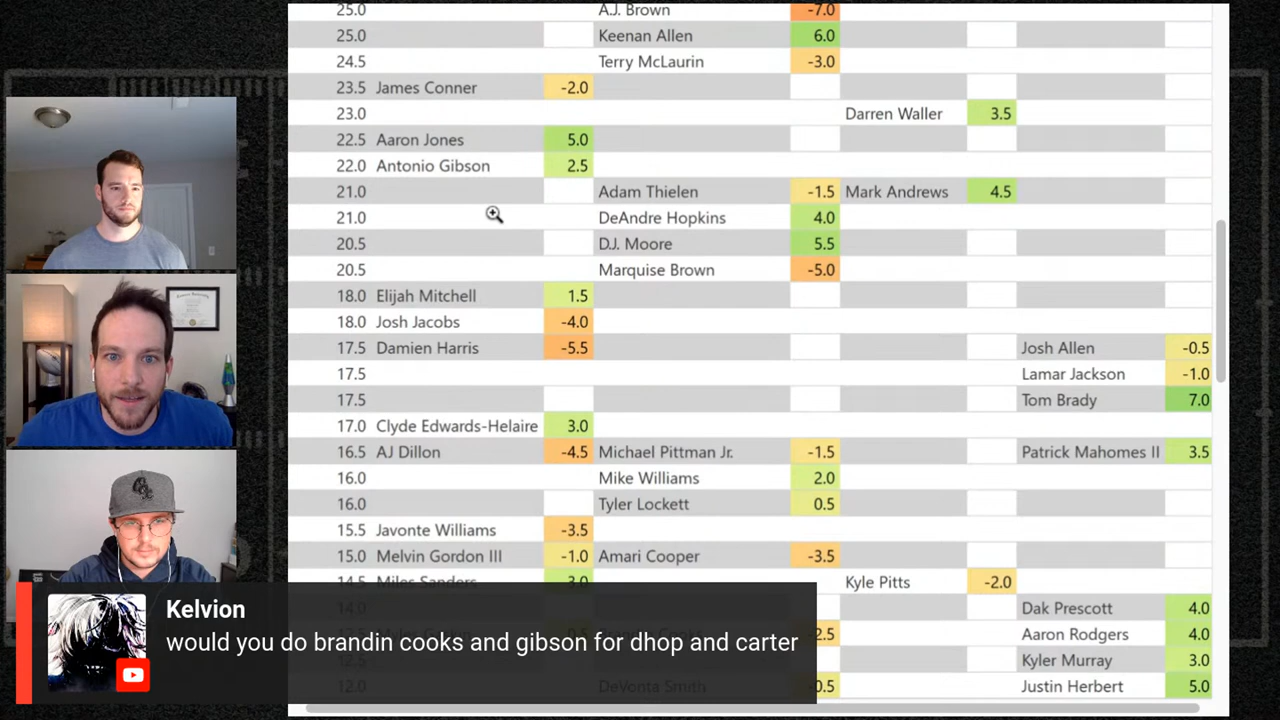 25.0 A.J. Brown -7.0
25.0 Keenan Allen 6.0
24.5 Terry McLaurin -3.0
23.5 James Conner -2.0
23.0 Darren Waller 3.5
22.5 Aaron Jones 5.0
22.0 Antonio Gibson 2.5
21.0 Adam Thielen -1.5 Mark Andrews 4.5
21.0 DeAndre Hopkins 4.0
20.5 D.J. Moore 5.5
20.5 Marquise Brown -5.0
18.0 Elijah Mitchell 1.5
18.0 Josh Jacobs -4.0
17.5 Damien Harris -5.5 Josh Allen -0.5
17.5 Lamar Jackson -1.0
17.5 Tom Brady 7.0
17.0 Clyde Edwards-Helaire 3.0
16.5 AJ Dillon -4.5 Michael Pittman Jr. -1.5 Patrick Mahomes II 3.5
16.0 Mike Williams 2.0
16.0 Tyler Lockett 0.5
15.5 Javonte Williams -3.5
15.0 Melvin Gordon III -1.0 Amari Cooper -3.5
14.5 Miles Sanders 3.0 Kyle Pitts -2.0
14.0 Dak Prescott 4.0
Aaron Rodgers 4.0
Kyler Murray 3.0
12.0 DeVonta Smith Justin Herbert 5.0
Kelvion
would you do brandin cooks and gibson for dhop and carter